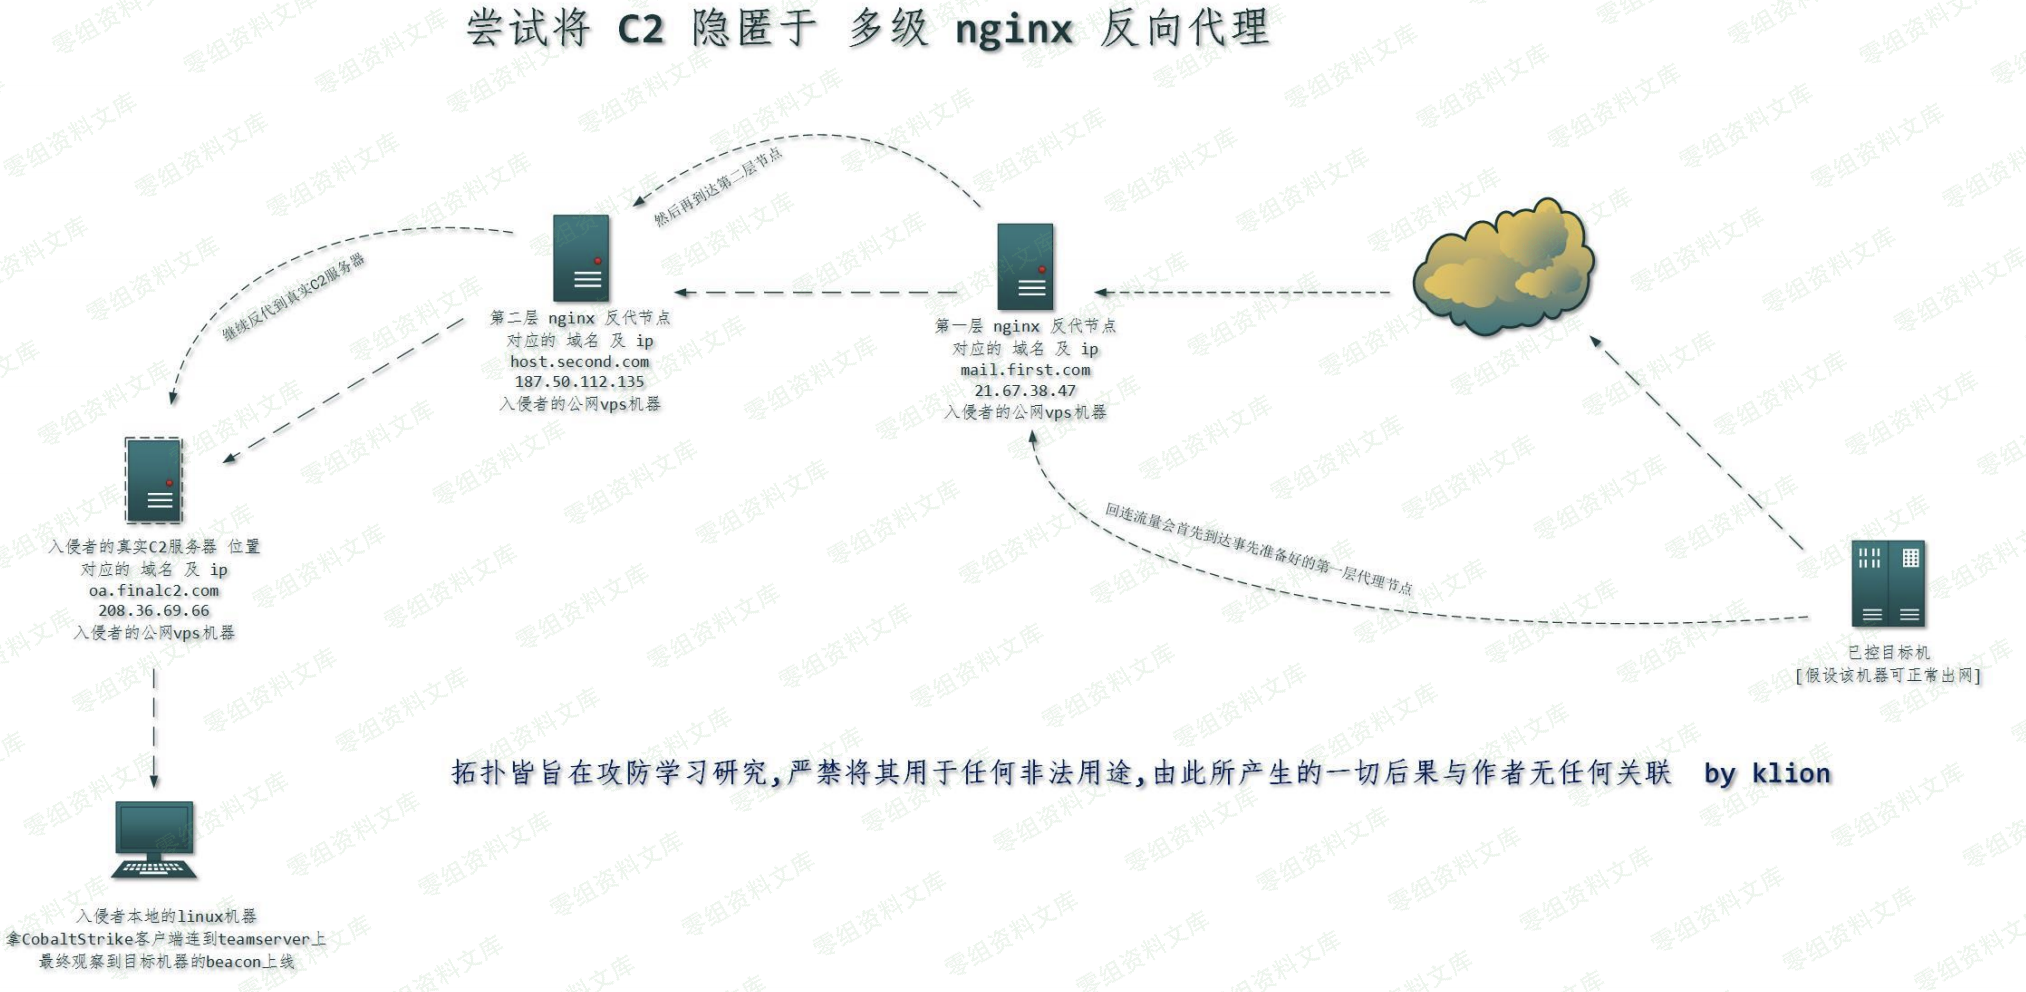 尝试将 C2 隐匿于 多级 nginx 反向代理
然后再到达第二层节点
继续反代到真实C2服务器
第二层 nginx 反代节点
对应的 域名 及 ip
host.second.com
187.50.112.135
入侵者的公网vps机器
第一层 nginx 反代节点
对应的 域名 及 ip
mail.first.com
21.67.38.47
入侵者的公网vps机器
回连流量会首先到达事先准备好的第一层代理节点
入侵者的真实C2服务器 位置
对应的 域名 及 ip
oa.finalc2.com
208.36.69.66
入侵者的公网vps机器
已控目标机
[假设该机器可正常出网]
拓扑皆旨在攻防学习研究,严禁将其用于任何非法用途,由此所产生的一切后果与作者无任何关联 by klion
入侵者本地的linux机器
拿CobaltStrike客户端连到teamserver上
最终观察到目标机器的beacon上线
零组资料文库